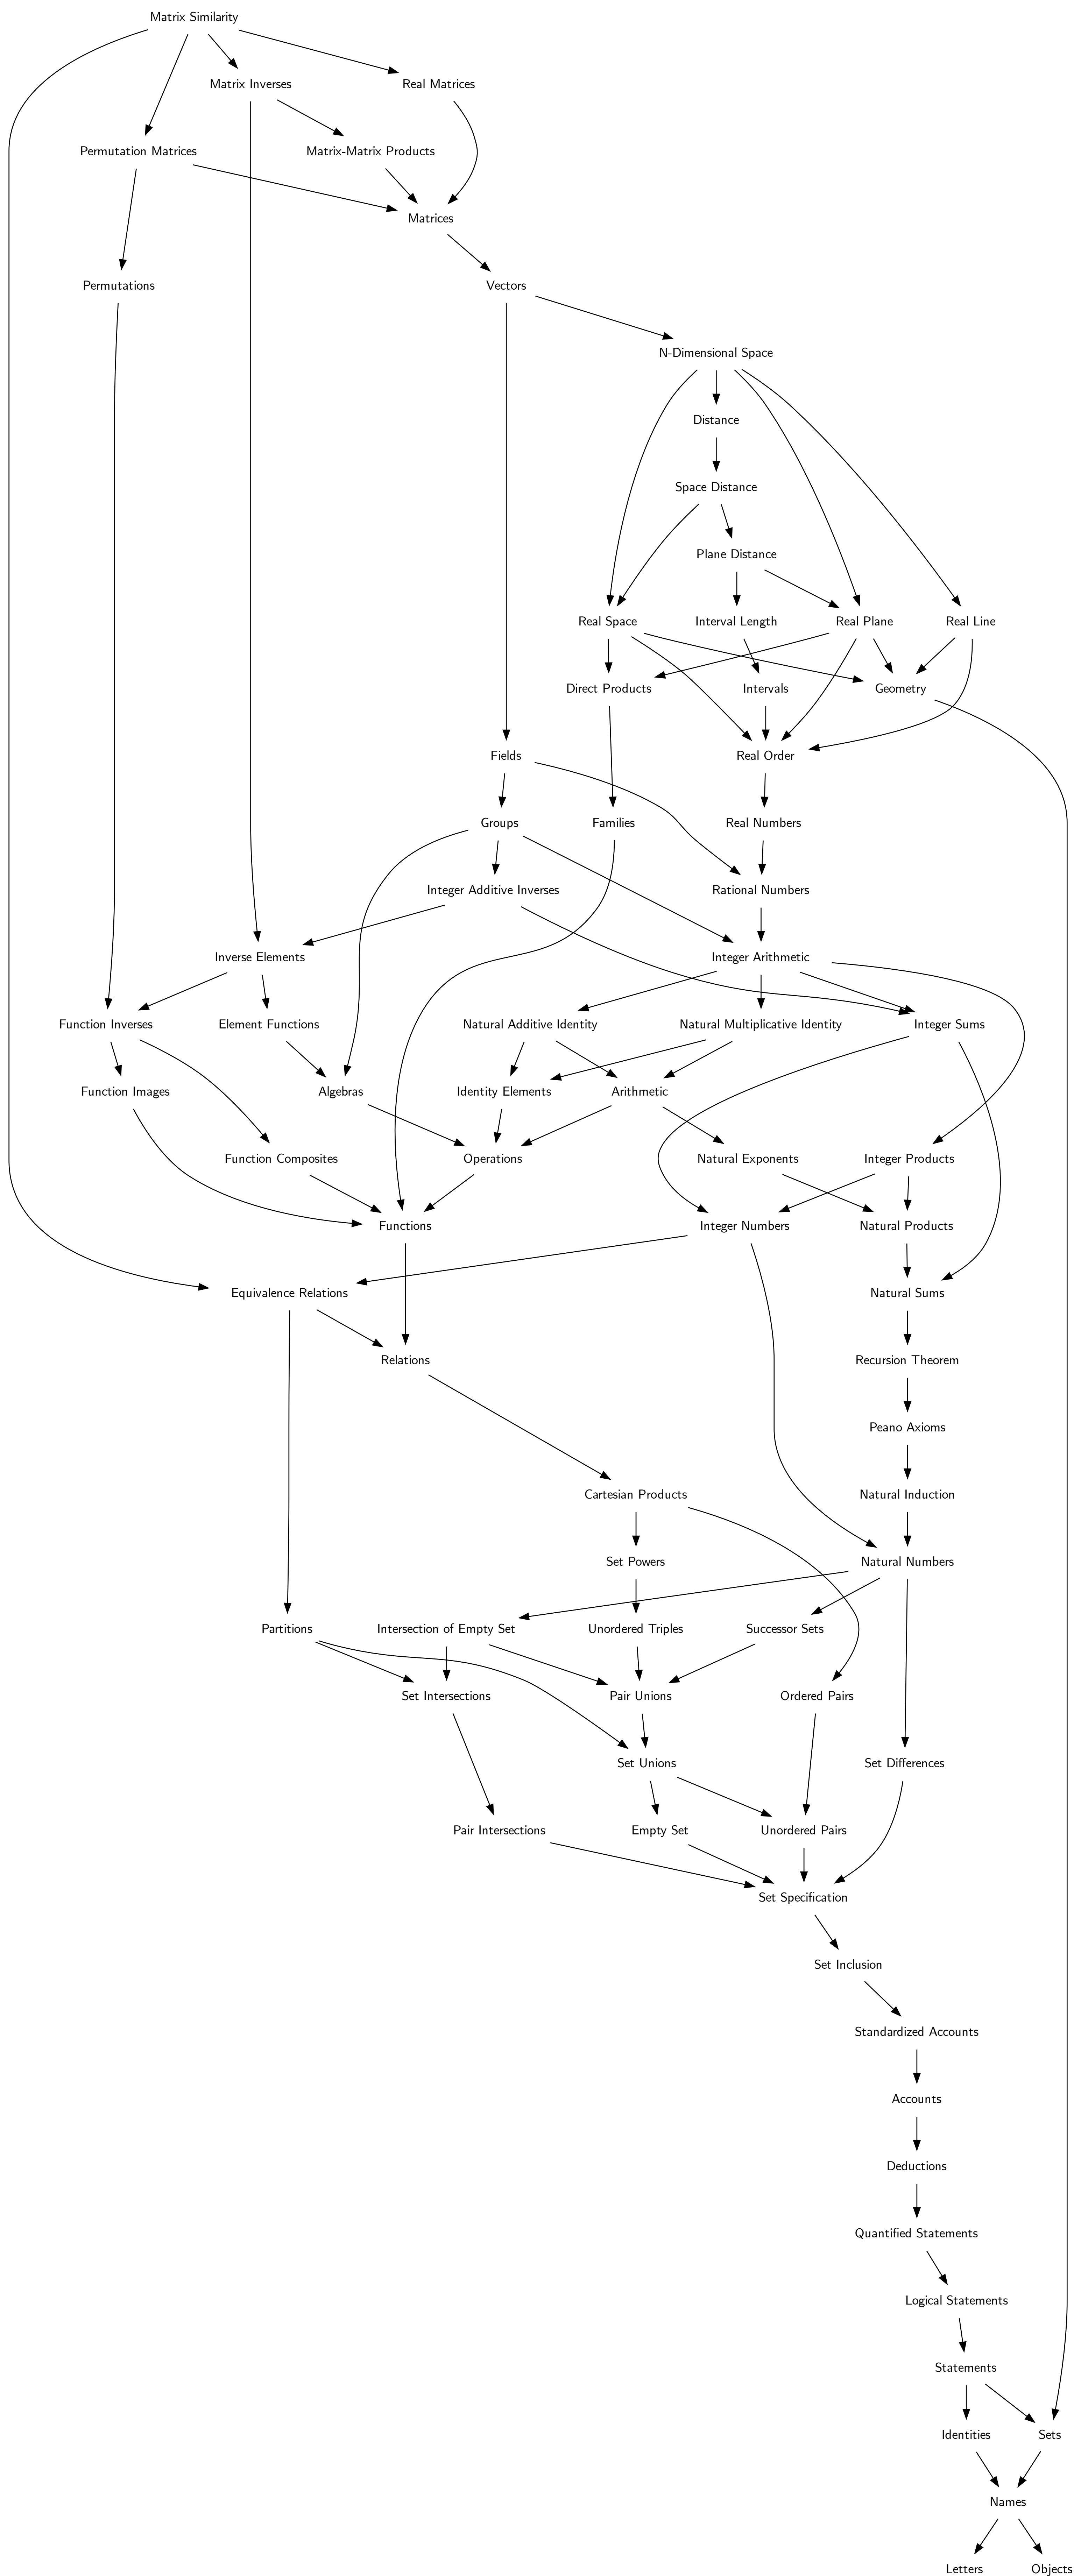 Matrix Similarity
Matrix Inverses
Real Matrices
Permutation Matrices
Matrix-Matrix Products
Matrices
Permutations
Vectors
N-Dimensional Space
Distance
Space Distance
Plane Distance
Real Space
Interval Length
Real Plane
Real Line
Direct Products
Intervals
Geometry
Fields
Real Order
Groups
Families
Real Numbers
Integer Additive Inverses
Rational Numbers
Inverse Elements
Integer Arithmetic
Function Inverses
Element Functions
Natural Additive Identity
Natural Multiplicative Identity
Integer Sums
Function Images
Algebras
Identity Elements
Arithmetic
Function Composites
Operations
Natural Exponents
Integer Products
Functions
Integer Numbers
Natural Products
Equivalence Relations
Natural Sums
Relations
Recursion Theorem
Peano Axioms
Cartesian Products
Natural Induction
Set Powers
Natural Numbers
Partitions
Intersection of Empty Set
Unordered Triples
Successor Sets
Set Intersections
Pair Unions
Ordered Pairs
Set Unions
Set Differences
Pair Intersections
Empty Set
Unordered Pairs
Set Specification
Set Inclusion
Standardized Accounts
Accounts
Deductions
Quantified Statements
Logical Statements
Statements
Identities
Sets
Names
Letters
Objects